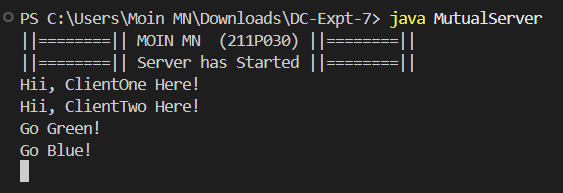 PS C:\Users\Moin MN\Downloads\DC-Expt-7> java MutualServer
||========|| MOIN MN  (211P030) ||========||
||========|| Server has Started ||========||
Hii, ClientOne Here!
Hii, ClientTwo Here!
Go Green!
Go Blue!